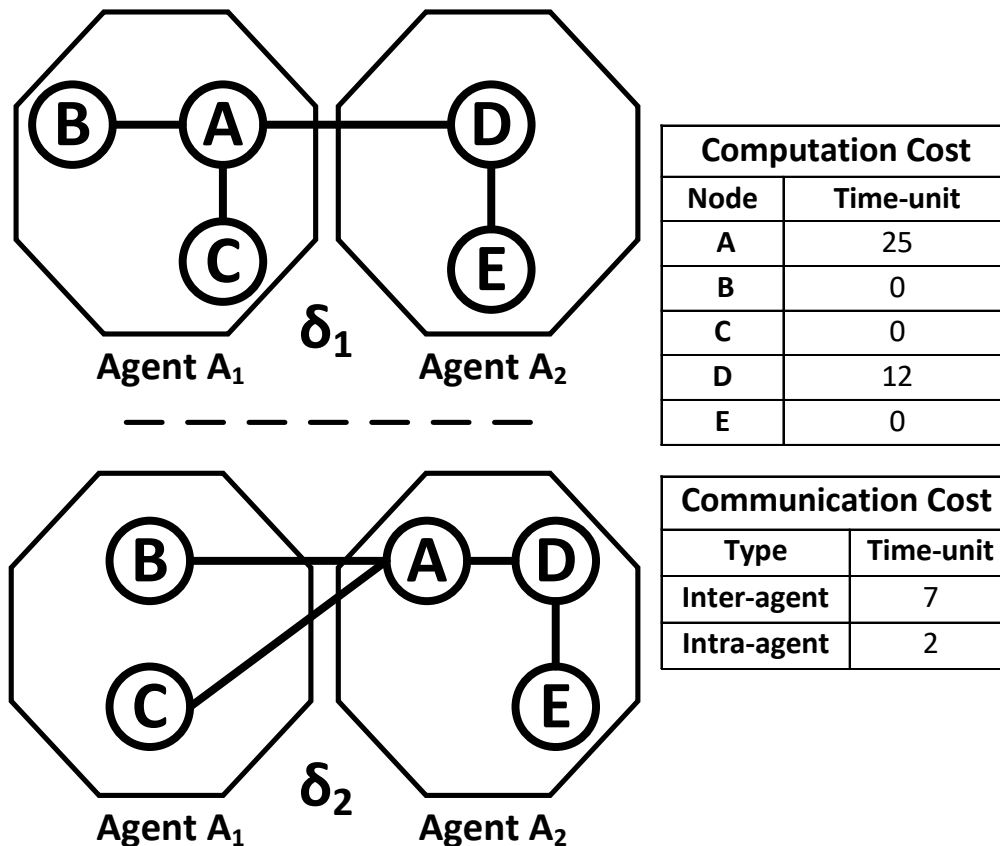 B A D
C E
δ1
Agent A1 Agent A2
Computation Cost
Node Time-unit
A 25
B 0
C 0
D 12
E 0
B A D
C E
δ2
Agent A1 Agent A2
Communication Cost
Type Time-unit
Inter-agent 7
Intra-agent 2